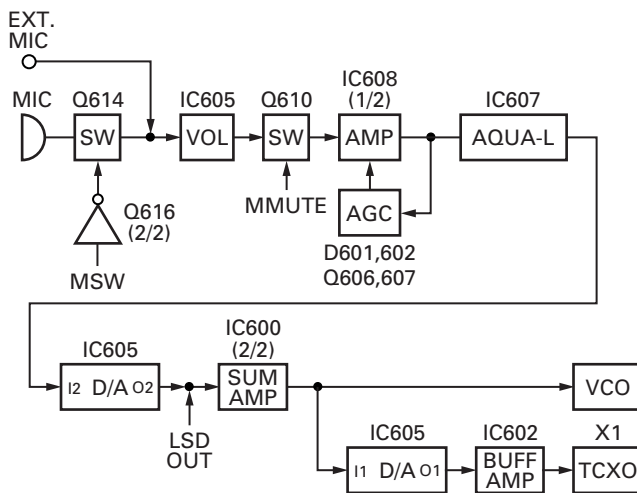 EXT.
MIC
MIC
Q614
SW
Q616
(2/2)
MSW
IC605
VOL
Q610
SW
MMUTE
IC608
(1/2)
AMP
AGC
D601,602
Q606,607
IC607
AQUA-L
IC605
I2 D/A O2
LSD
OUT
IC600
(2/2)
SUM
AMP
VCO
IC605
I1 D/A O1
IC602
BUFF
AMP
X1
TCXO